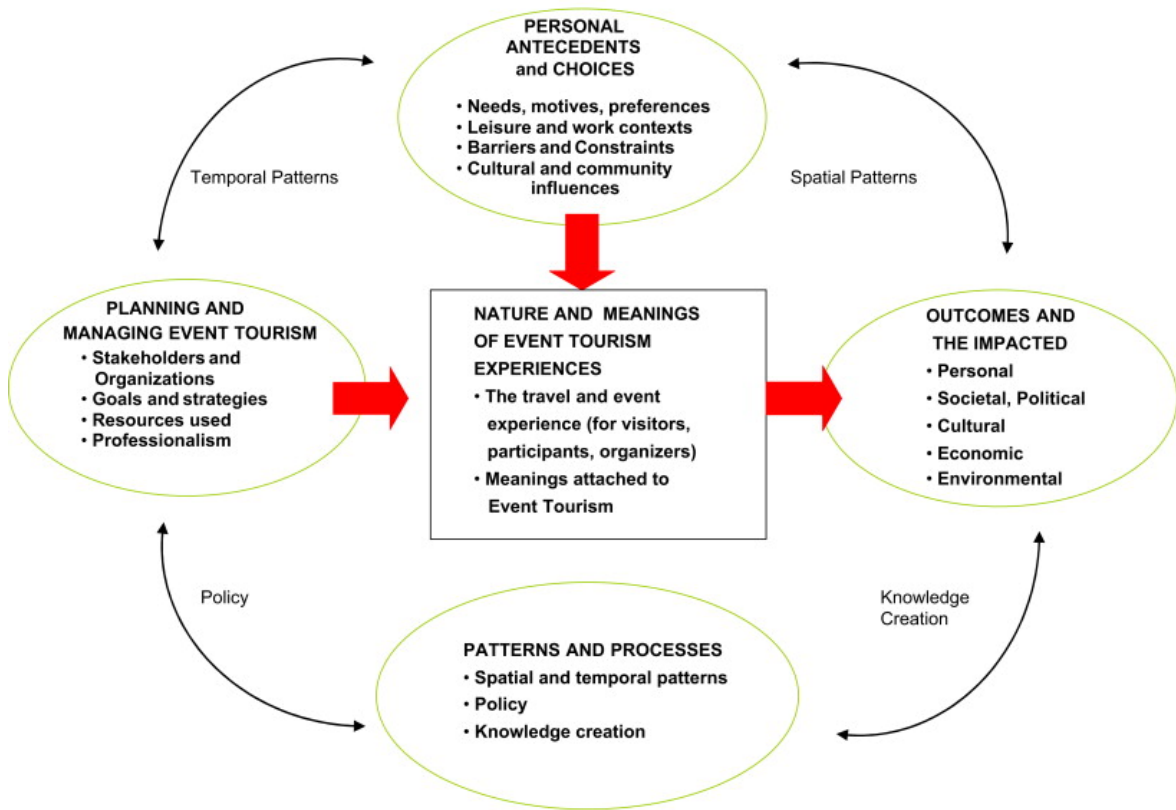 PERSONAL
ANTECEDENTS
and CHOICES
• Needs, motives, preferences
• Leisure and work contexts
• Barriers and Constraints
• Cultural and community
influences
Temporal Patterns
Spatial Patterns
PLANNING AND
MANAGING EVENT TOURISM
• Stakeholders and
Organizations
• Goals and strategies
• Resources used
• Professionalism
NATURE AND MEANINGS
OF EVENT TOURISM
EXPERIENCES
• The travel and event
experience (for visitors,
participants, organizers)
• Meanings attached to
Event Tourism
OUTCOMES AND
THE IMPACTED
• Personal
• Societal, Political
• Cultural
• Economic
• Environmental
Policy
Knowledge
Creation
PATTERNS AND PROCESSES
• Spatial and temporal patterns
• Policy
• Knowledge creation